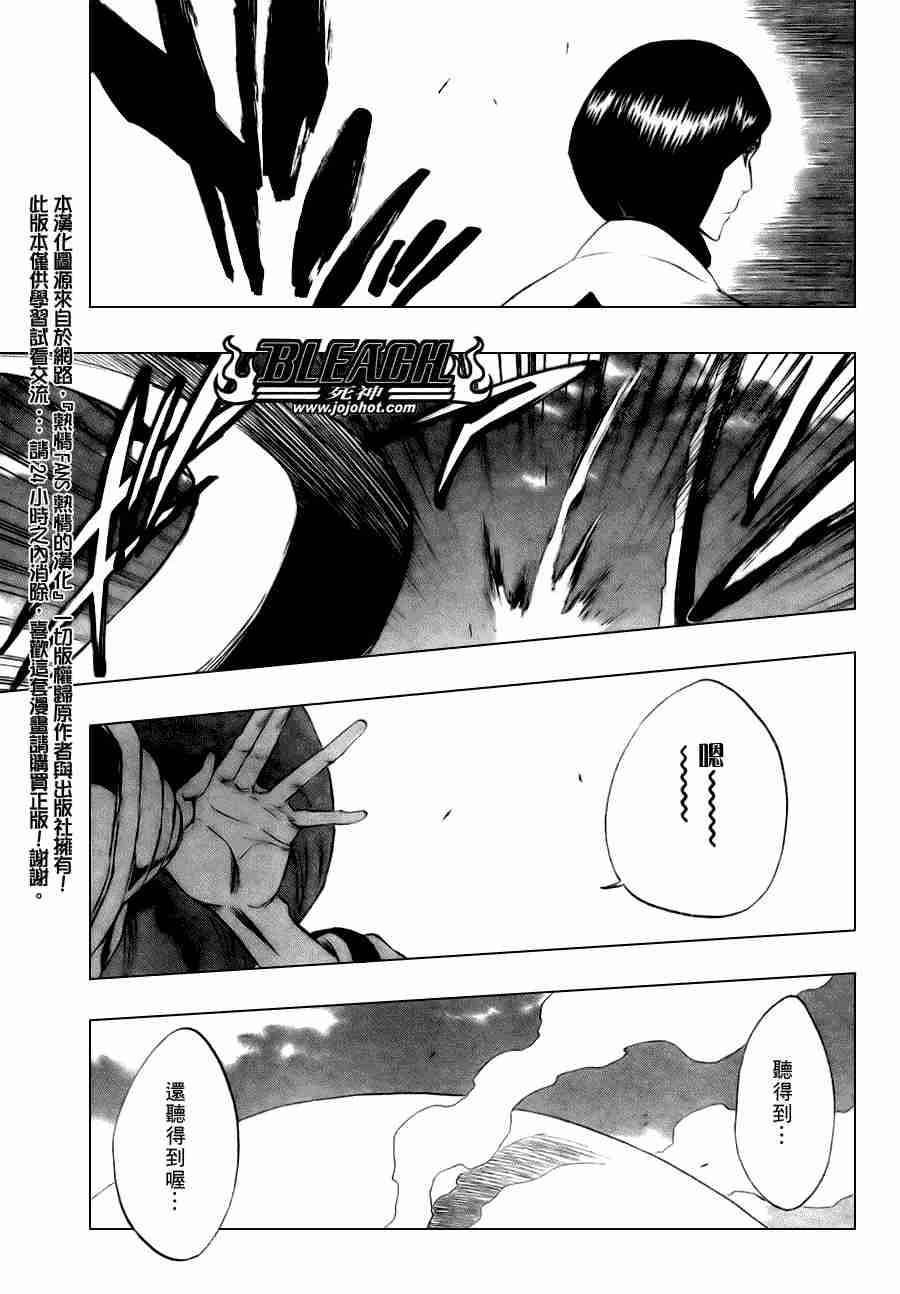 BLEACH
死神
www.jojohot.com
嗯
聽得到…
還聽得到喔…
本漢化圖源來自於網路，『熱情FANS熱情的漢化』一切版權歸原作者與出版社擁有！
此版本僅供學習試看交流…請24小時之內消除，喜歡這套漫畫請購買正版！謝謝。